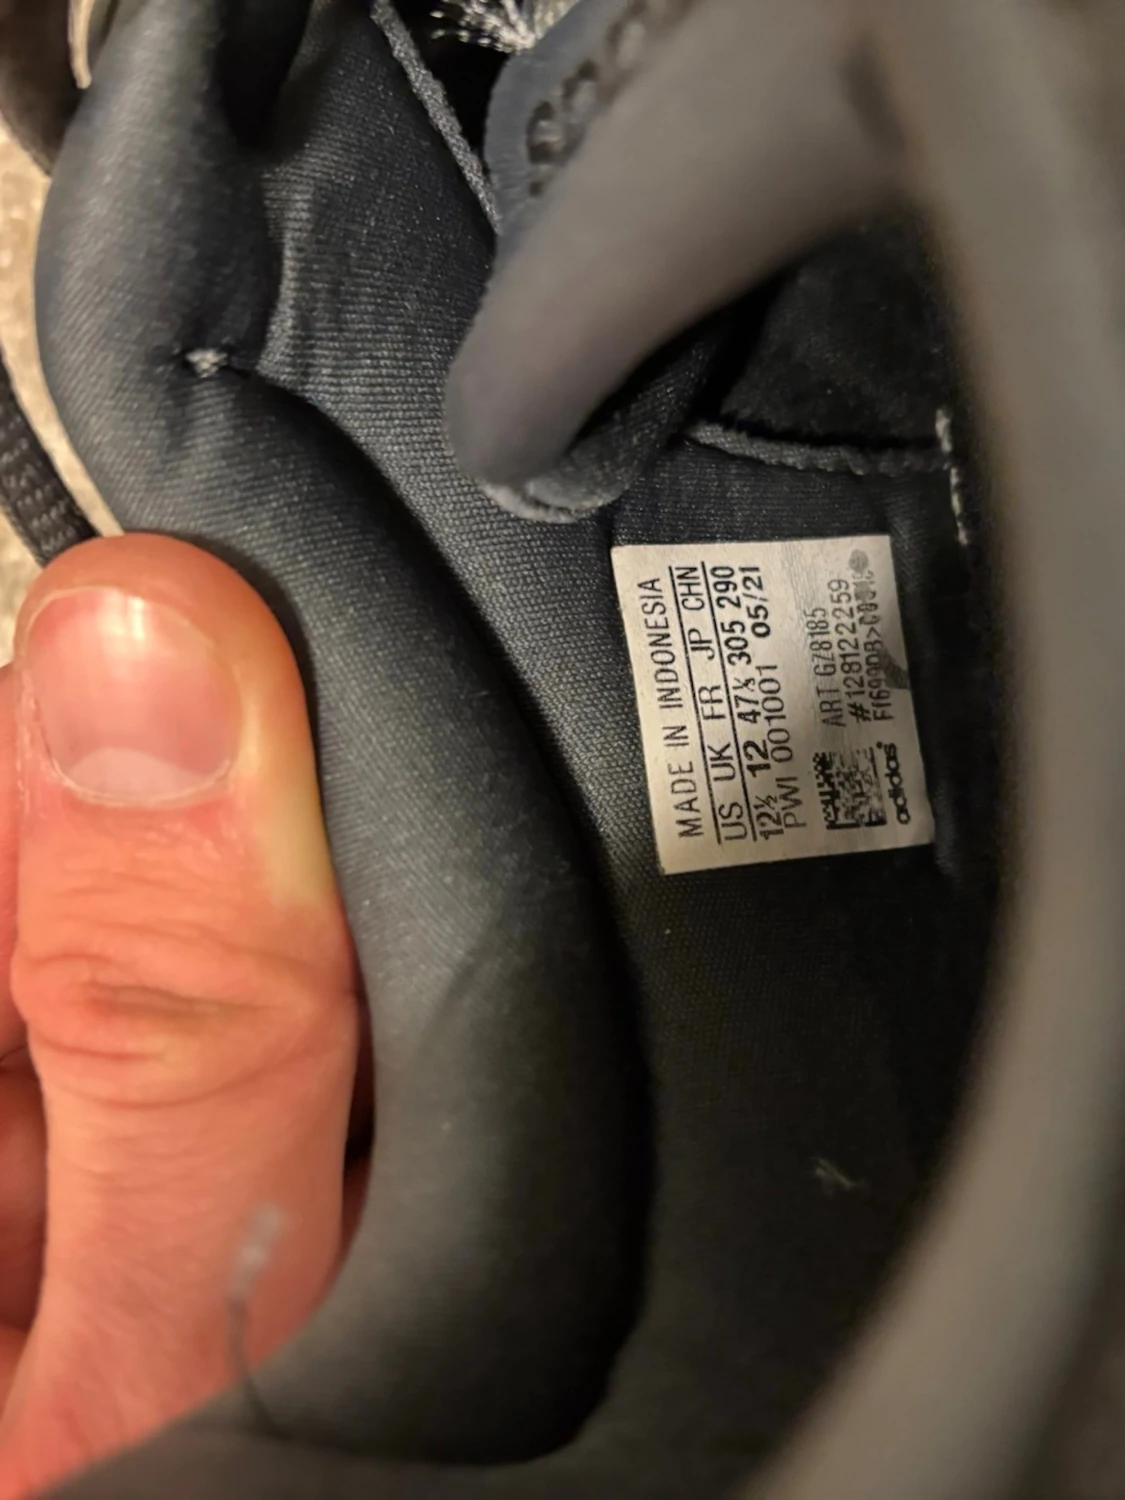 MADE IN INDONESIA
US UK FR JP CHN
12½ 12 47⅓ 305 290
PWI 001001 05/21
ART GZ8185
#128122259
adidas